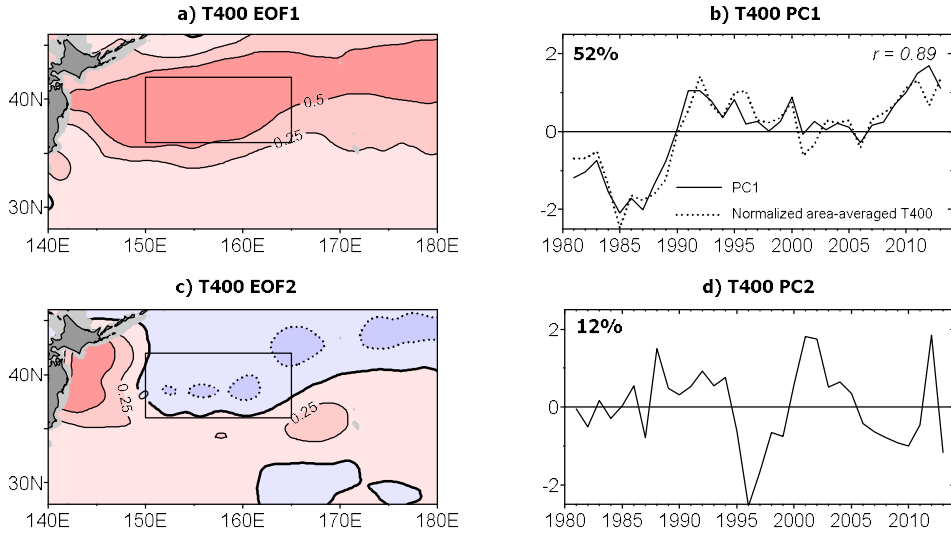 a) T400 EOF1
b) T400 PC1
40N
30N
0.5
0.25
140E 150E 160E 170E 180E
52%
r = 0.89
2
0
-2
PC1
Normalized area-averaged T400
1980 1985 1990 1995 2000 2005 2010
c) T400 EOF2
d) T400 PC2
40N
30N
0.25
0
0.25
140E 150E 160E 170E 180E
12%
2
0
-2
1980 1985 1990 1995 2000 2005 2010